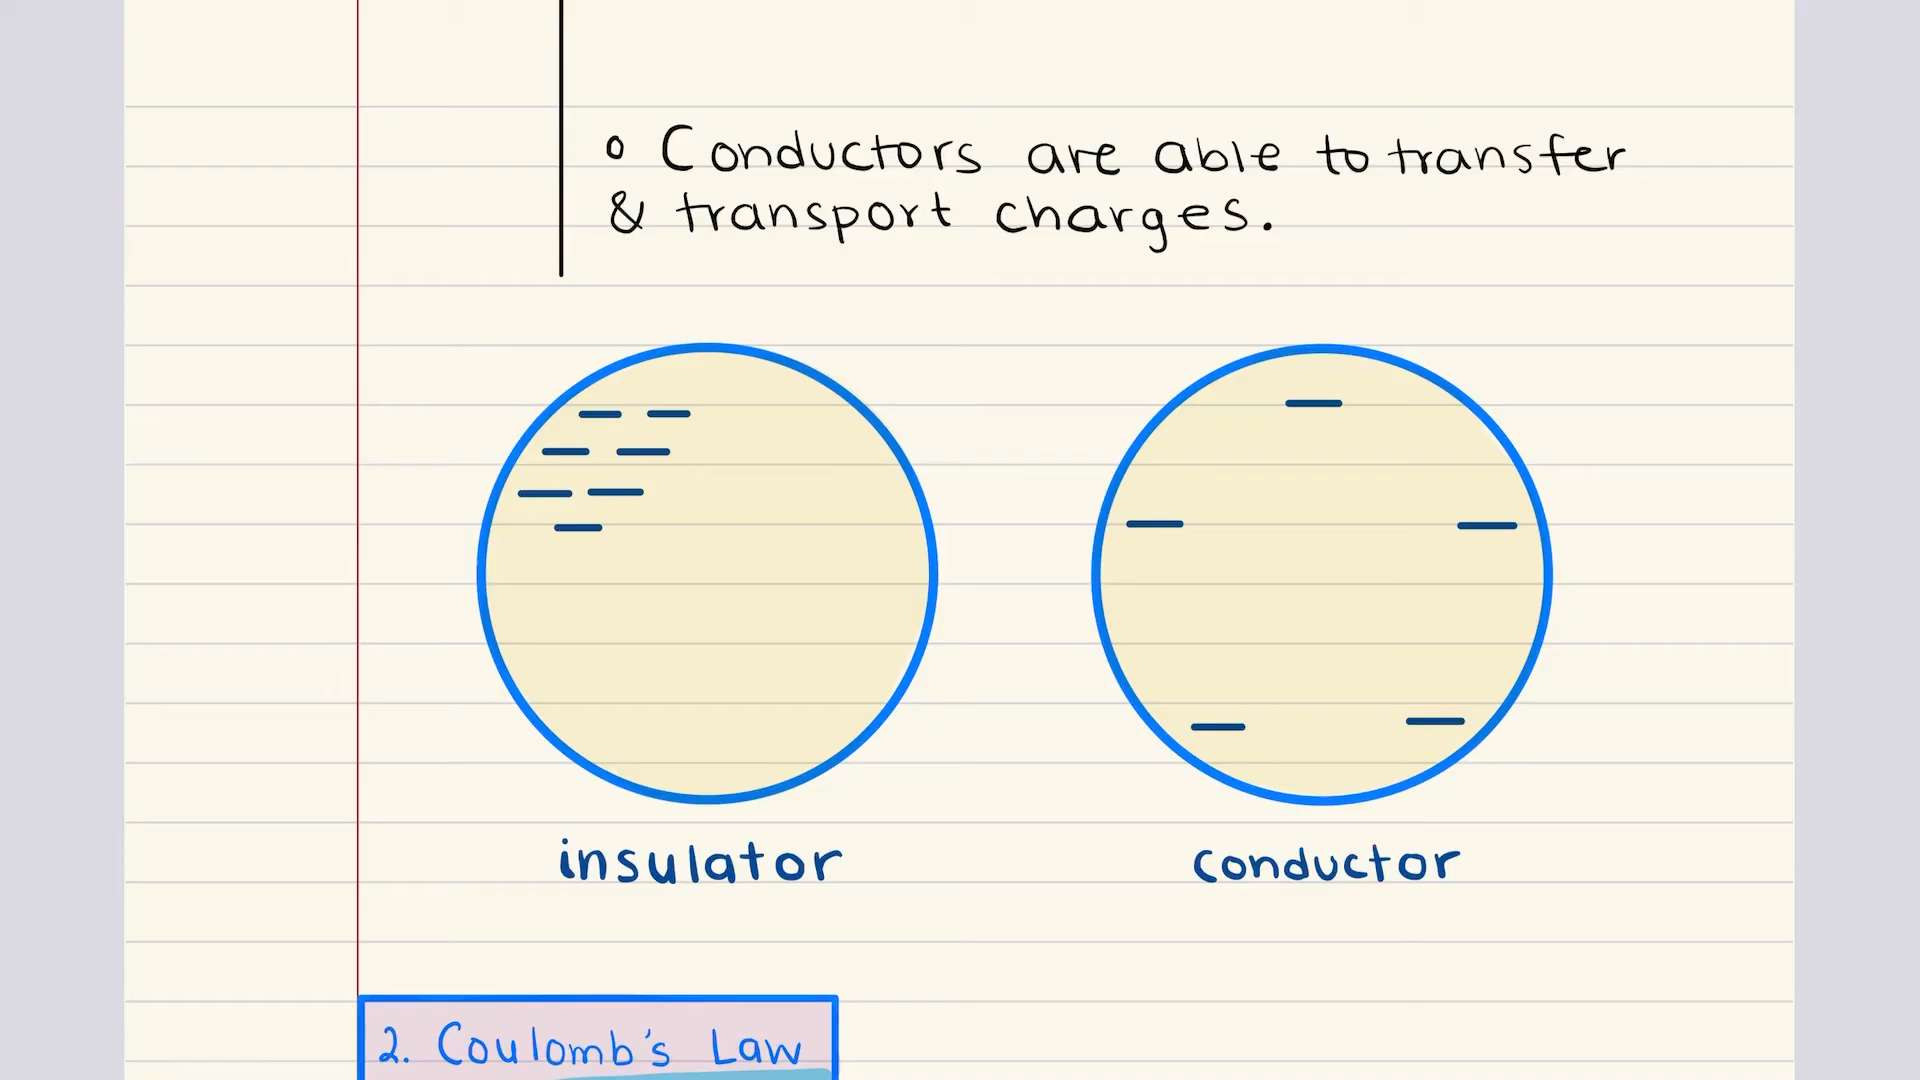 o Conductors are able to transfer
& transport charges.
insulator
conductor
2. Coulomb's Law